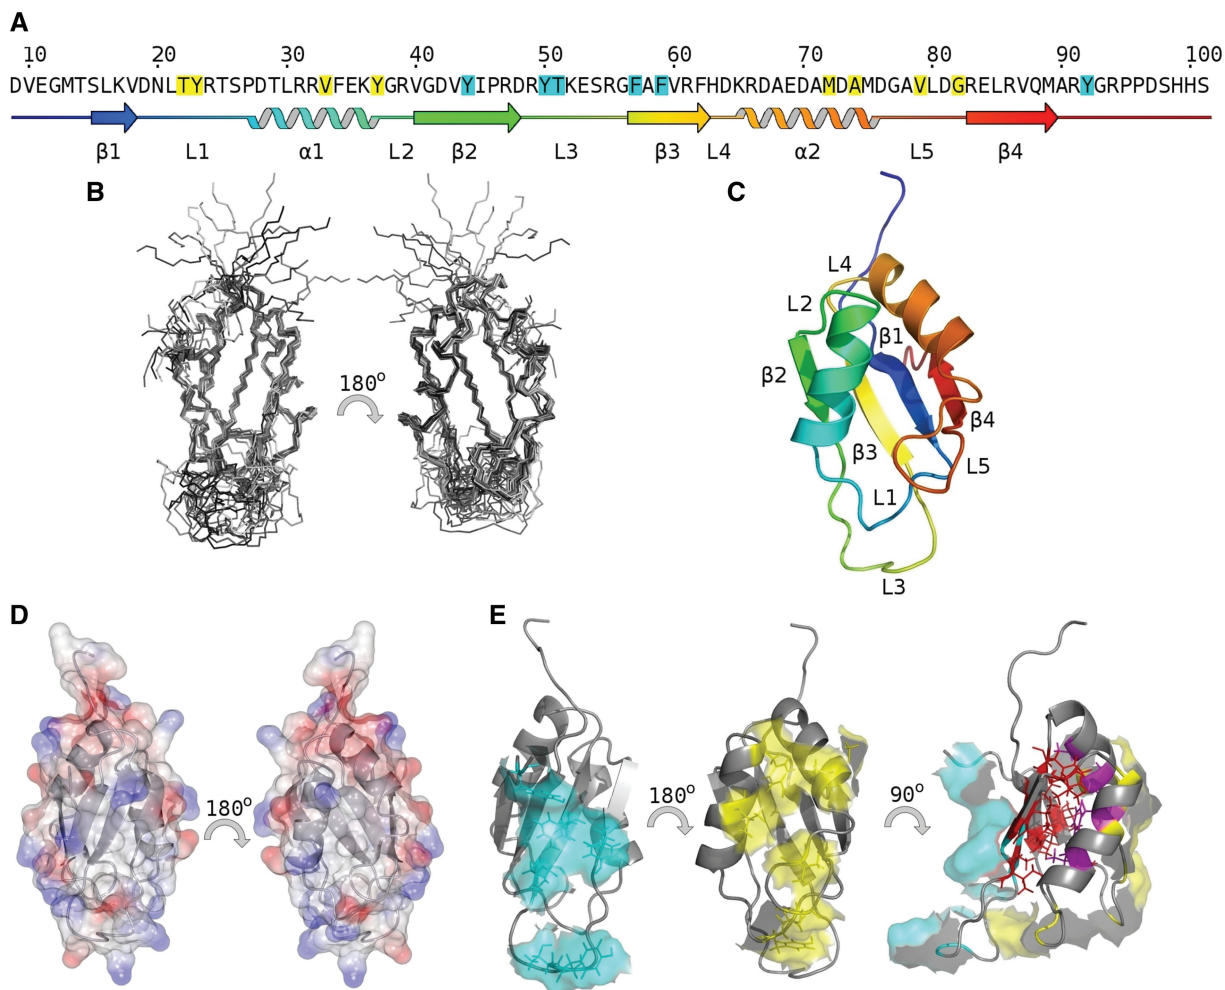 A
10 20 30 40 50 60 70 80 90 100
DVEGMTSLKVDNLTYRTSPDTLRRVFEKYGRVGDVYIPRDRYTKESRGFAFVRFHDKRDAEDAMDAMDGAVLDGRELRVQMARYGRPPDSHHS
β1 L1 α1 L2 β2 L3 β3 L4 α2 L5 β4
B
180°
C
L4
L2
β1
β2
β4
β3
L5
L1
L3
D
180°
E
180°
90°